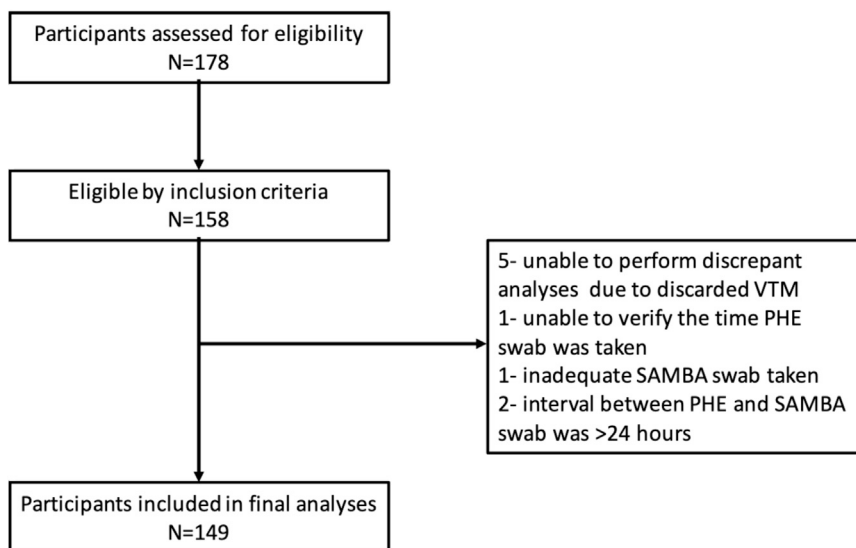 Participants assessed for eligibility
N=178
Eligible by inclusion criteria
N=158
5- unable to perform discrepant
analyses due to discarded VTM
1- unable to verify the time PHE
swab was taken
1- inadequate SAMBA swab taken
2- interval between PHE and SAMBA
swab was >24 hours
Participants included in final analyses
N=149